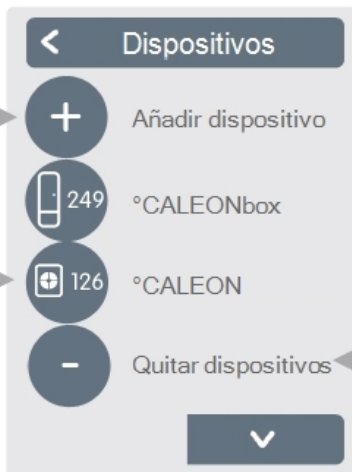 Dispositivos
+ Añadir dispositivo
249 °CALEONbox
126 °CALEON
- Quitar dispositivos